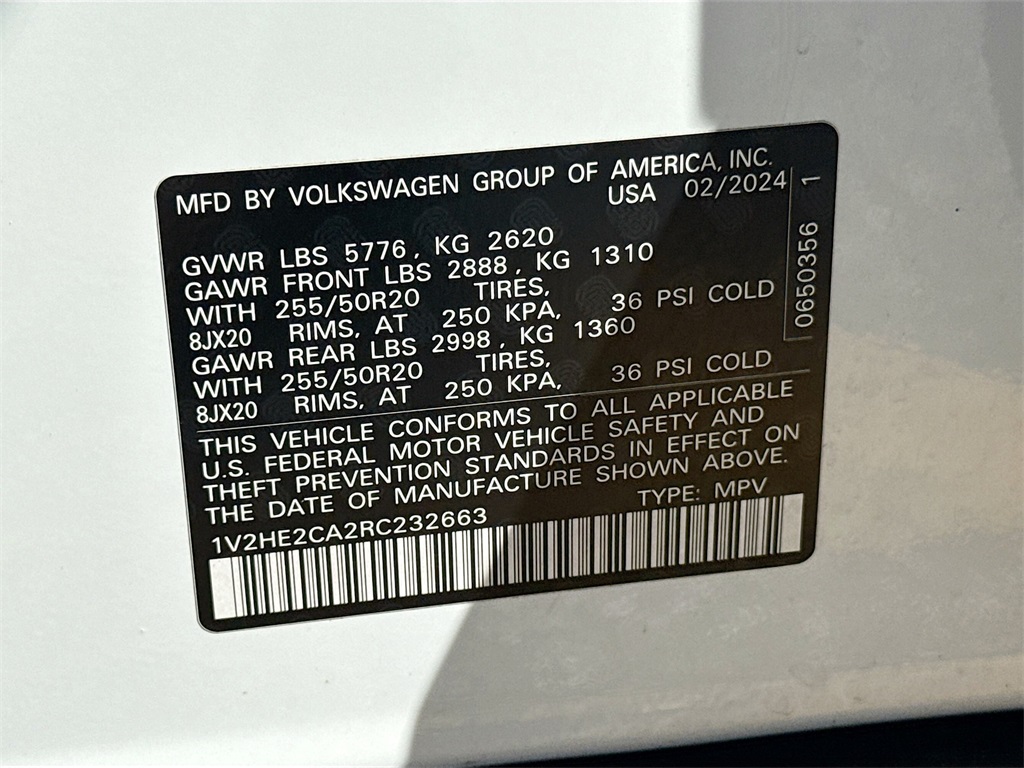 MFD BY VOLKSWAGEN GROUP OF AMERICA, INC.
USA 02/2024
GVWR LBS 5776, KG 2620
GAWR FRONT LBS 2888, KG 1310
WITH 255/50R20 TIRES,
8JX20 RIMS, AT 250 KPA, 36 PSI COLD
GAWR REAR LBS 2998, KG 1360
WITH 255/50R20 TIRES,
8JX20 RIMS, AT 250 KPA, 36 PSI COLD
THIS VEHICLE CONFORMS TO ALL APPLICABLE
U.S. FEDERAL MOTOR VEHICLE SAFETY AND
THEFT PREVENTION STANDARDS IN EFFECT ON
THE DATE OF MANUFACTURE SHOWN ABOVE.
1V2HE2CA2RC232663 TYPE: MPV
0650356 1